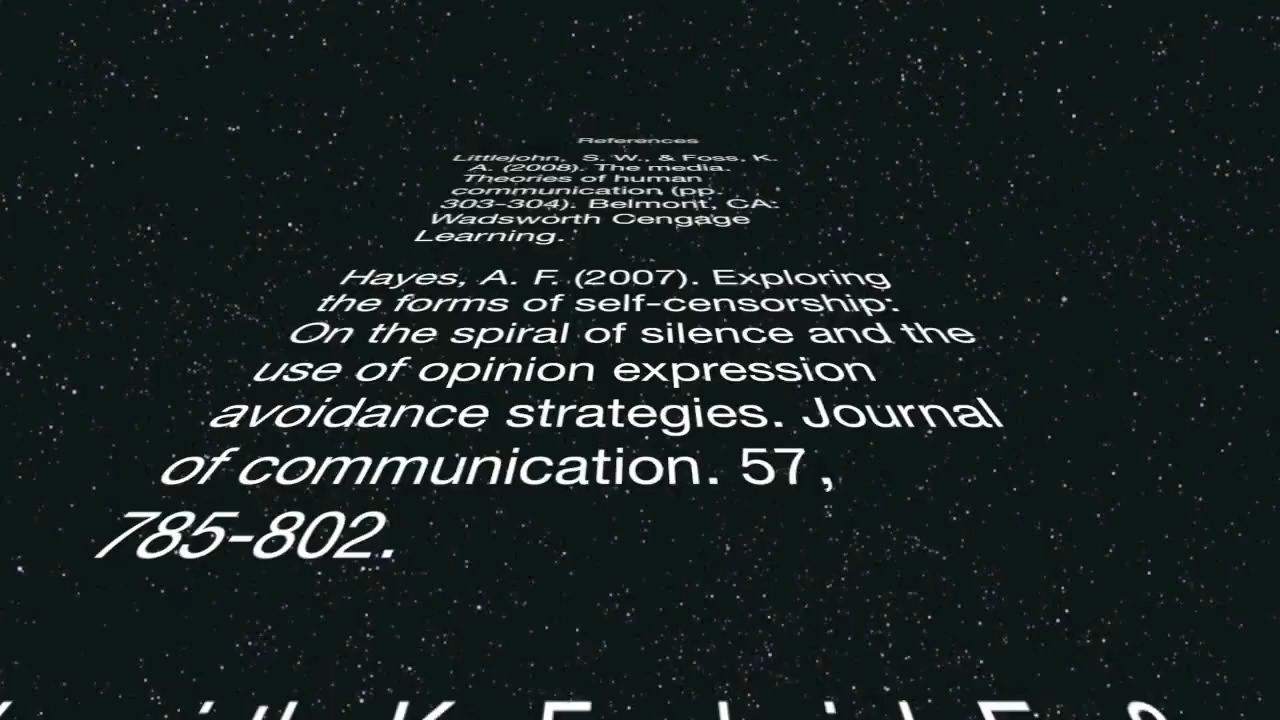 References
Littlejohn, S. W., & Foss, K.
A. (2008). The media.
Theories of human
communication (pp.
303-304). Belmont, CA:
Wadsworth Cengage
Learning.
Hayes, A. F. (2007). Exploring
the forms of self-censorship:
On the spiral of silence and the
use of opinion expression
avoidance strategies. Journal
of communication. 57,
785-802.